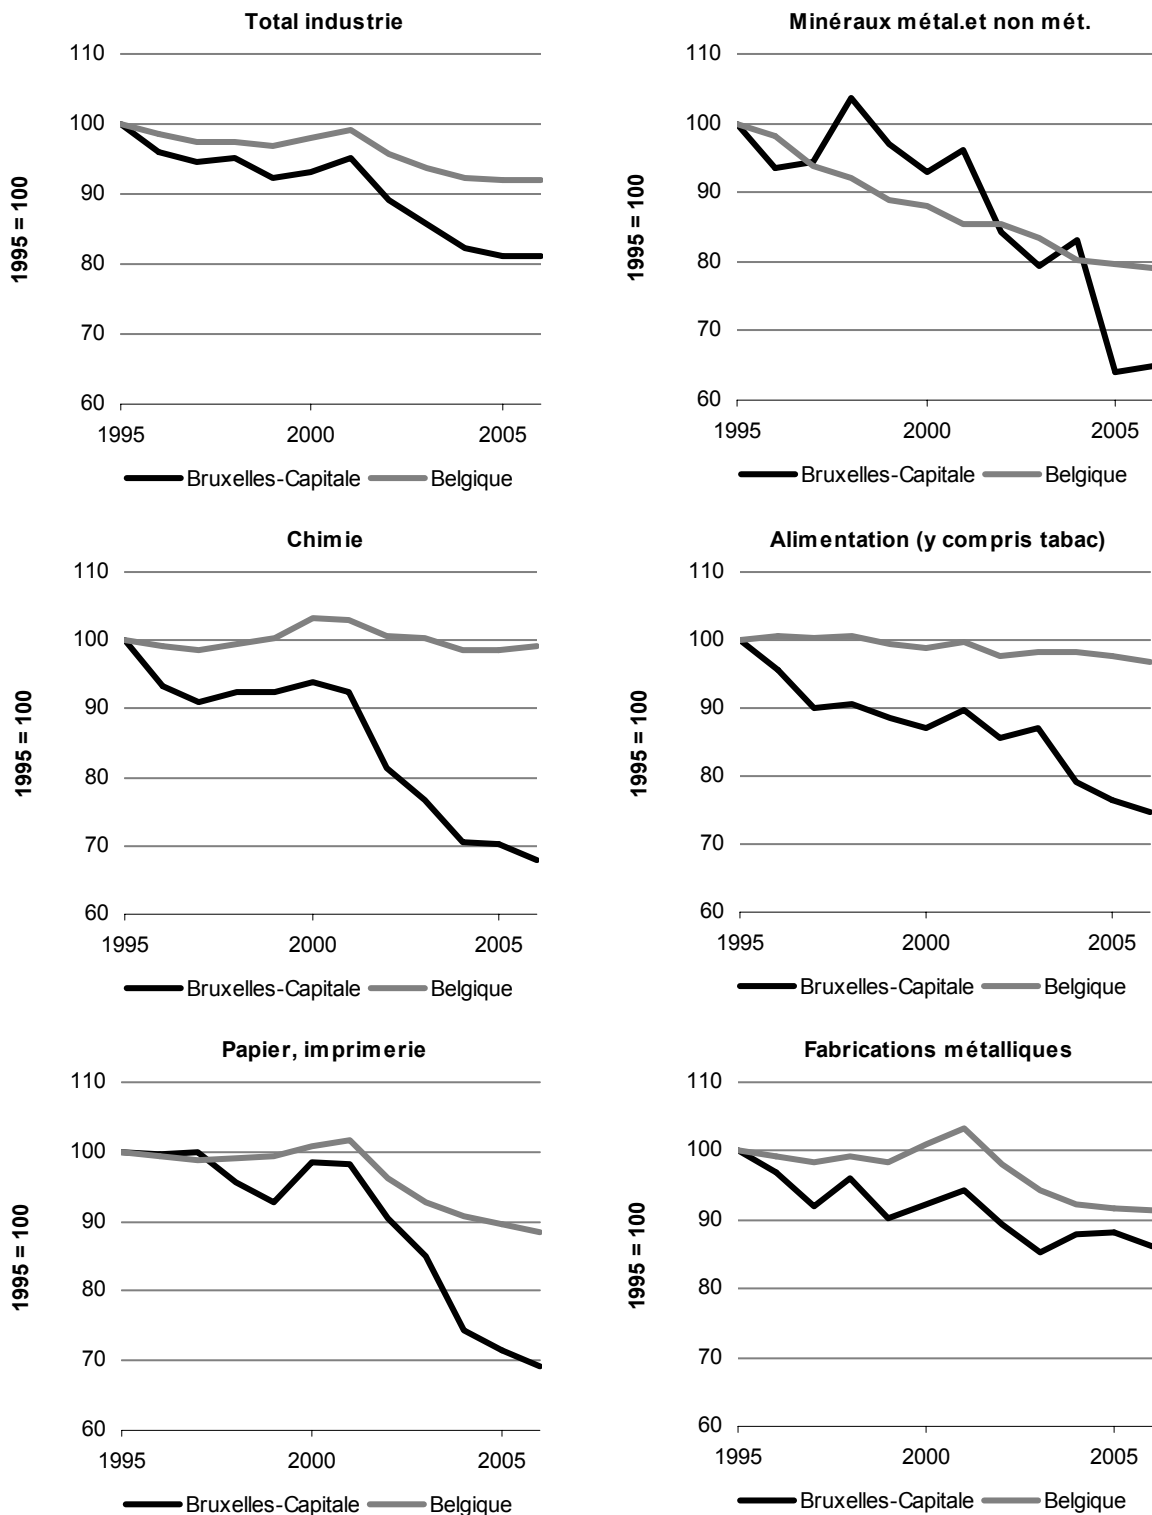 Total industrie
110
100
90
80
70
60
1995 = 100
1995 2000 2005
Bruxelles-Capitale Belgique
Minéraux métal.et non mét.
110
100
90
80
70
60
1995 = 100
1995 2000 2005
Bruxelles-Capitale Belgique
Chimie
110
100
90
80
70
60
1995 = 100
1995 2000 2005
Bruxelles-Capitale Belgique
Alimentation (y compris tabac)
110
100
90
80
70
60
1995 = 100
1995 2000 2005
Bruxelles-Capitale Belgique
Papier, imprimerie
110
100
90
80
70
60
1995 = 100
1995 2000 2005
Bruxelles-Capitale Belgique
Fabrications métalliques
110
100
90
80
70
60
1995 = 100
1995 2000 2005
Bruxelles-Capitale Belgique